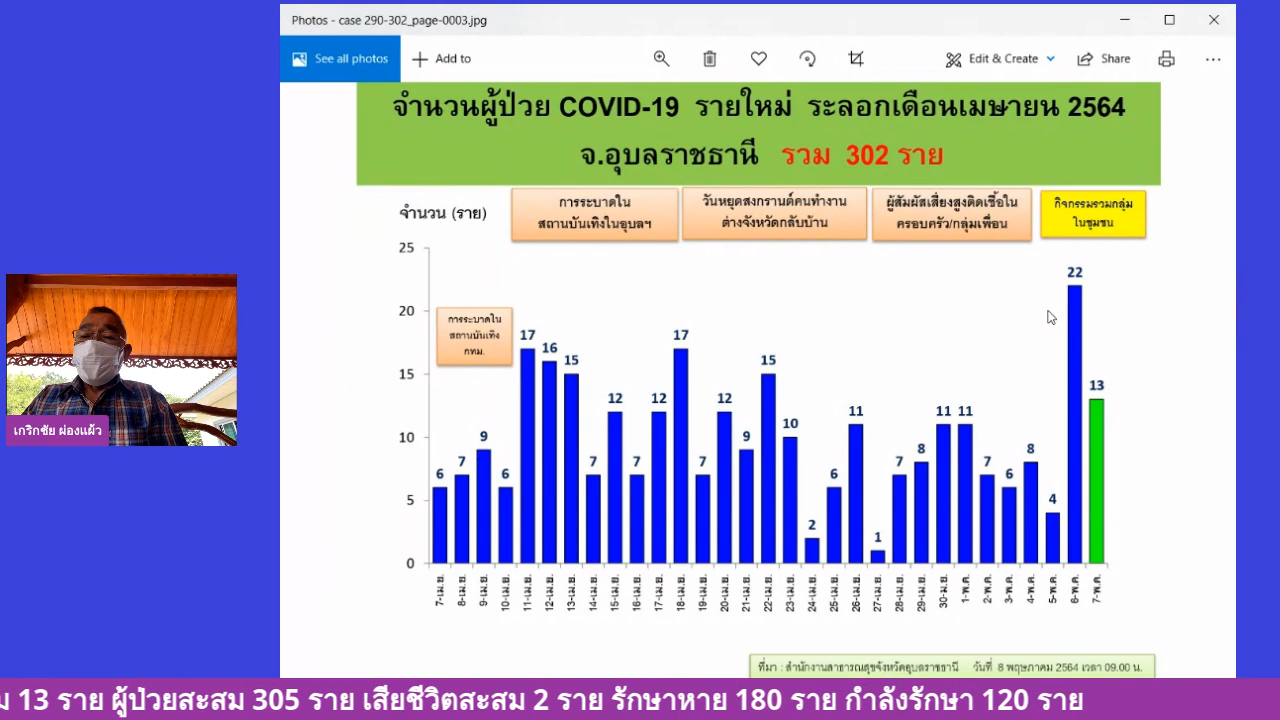 Photos - case 290-302_page-0003.jpg
See all photos
Add to
Edit & Create
Share
จำนวนผู้ป่วย COVID-19 รายใหม่ ระลอกเดือนเมษายน 2564
จ.อุบลราชธานี รวม 302 ราย
จำนวน (ราย)
การระบาดใน
สถานบันเทิงในอุบลฯ
วันหยุดสงกรานต์คนทำงาน
ต่างจังหวัดกลับบ้าน
ผู้สัมผัสเสี่ยงสูงติดเชื้อใน
ครอบครัว/กลุ่มเพื่อน
กิจกรรมรวมกลุ่ม
ในชุมชน
การระบาดใน
สถานบันเทิง
กทม.
25
20
15
10
5
0
6 7 9 6 17 16 15 7 12 7 12 17 7 12 9 15 10 2 6 11 1 7 8 11 11 7 6 8 4 22 13
7-เม.ย. 8-เม.ย. 9-เม.ย. 10-เม.ย. 11-เม.ย. 12-เม.ย. 13-เม.ย. 14-เม.ย. 15-เม.ย. 16-เม.ย. 17-เม.ย. 18-เม.ย. 19-เม.ย. 20-เม.ย. 21-เม.ย. 22-เม.ย. 23-เม.ย. 24-เม.ย. 25-เม.ย. 26-เม.ย. 27-เม.ย. 28-เม.ย. 29-เม.ย. 30-ม.ย. 1-พ.ค. 2-พ.ค. 3-พ.ค. 4-พ.ค. 5-พ.ค. 6-พ.ค. 7-พ.ค.
เกริกชัย ผ่องแผ้ว
ที่มา : สำนักงานสาธารณสุขจังหวัดอุบลราชธานี วันที่ 8 พฤษภาคม 2564 เวลา 09.00 น.
13 ราย ผู้ป่วยสะสม 305 ราย เสียชีวิตสะสม 2 ราย รักษาหาย 180 ราย กำลังรักษา 120 ราย